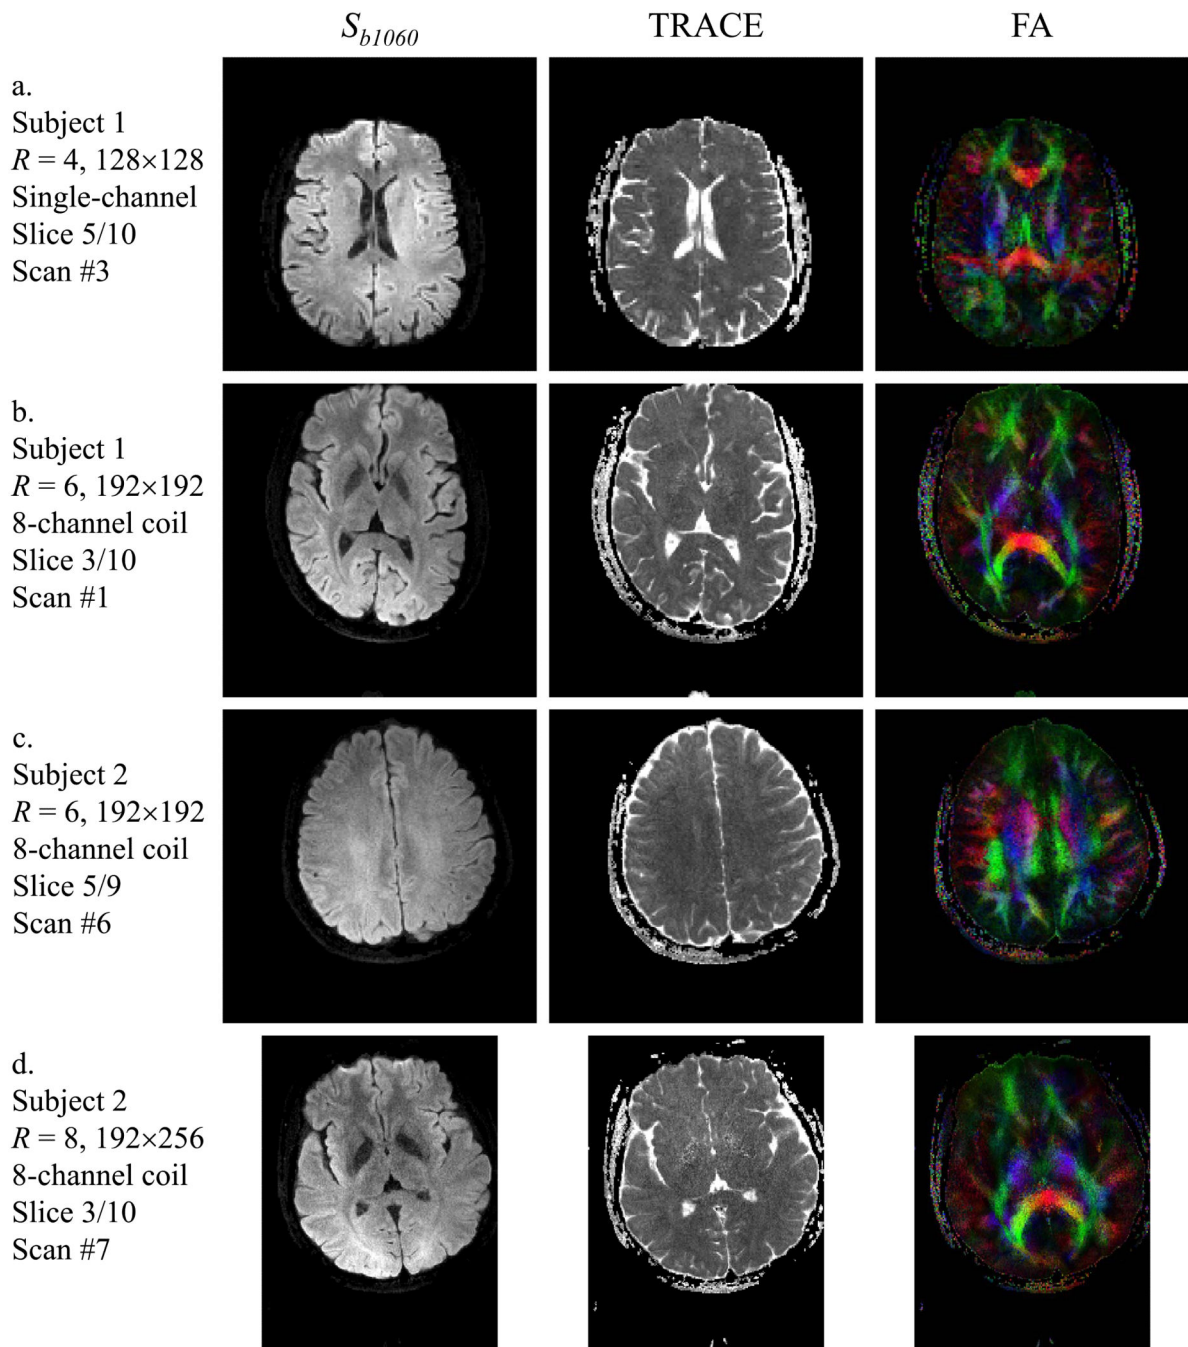 S_b1060 TRACE FA
a.
Subject 1
R = 4, 128×128
Single-channel
Slice 5/10
Scan #3
b.
Subject 1
R = 6, 192×192
8-channel coil
Slice 3/10
Scan #1
c.
Subject 2
R = 6, 192×192
8-channel coil
Slice 5/9
Scan #6
d.
Subject 2
R = 8, 192×256
8-channel coil
Slice 3/10
Scan #7